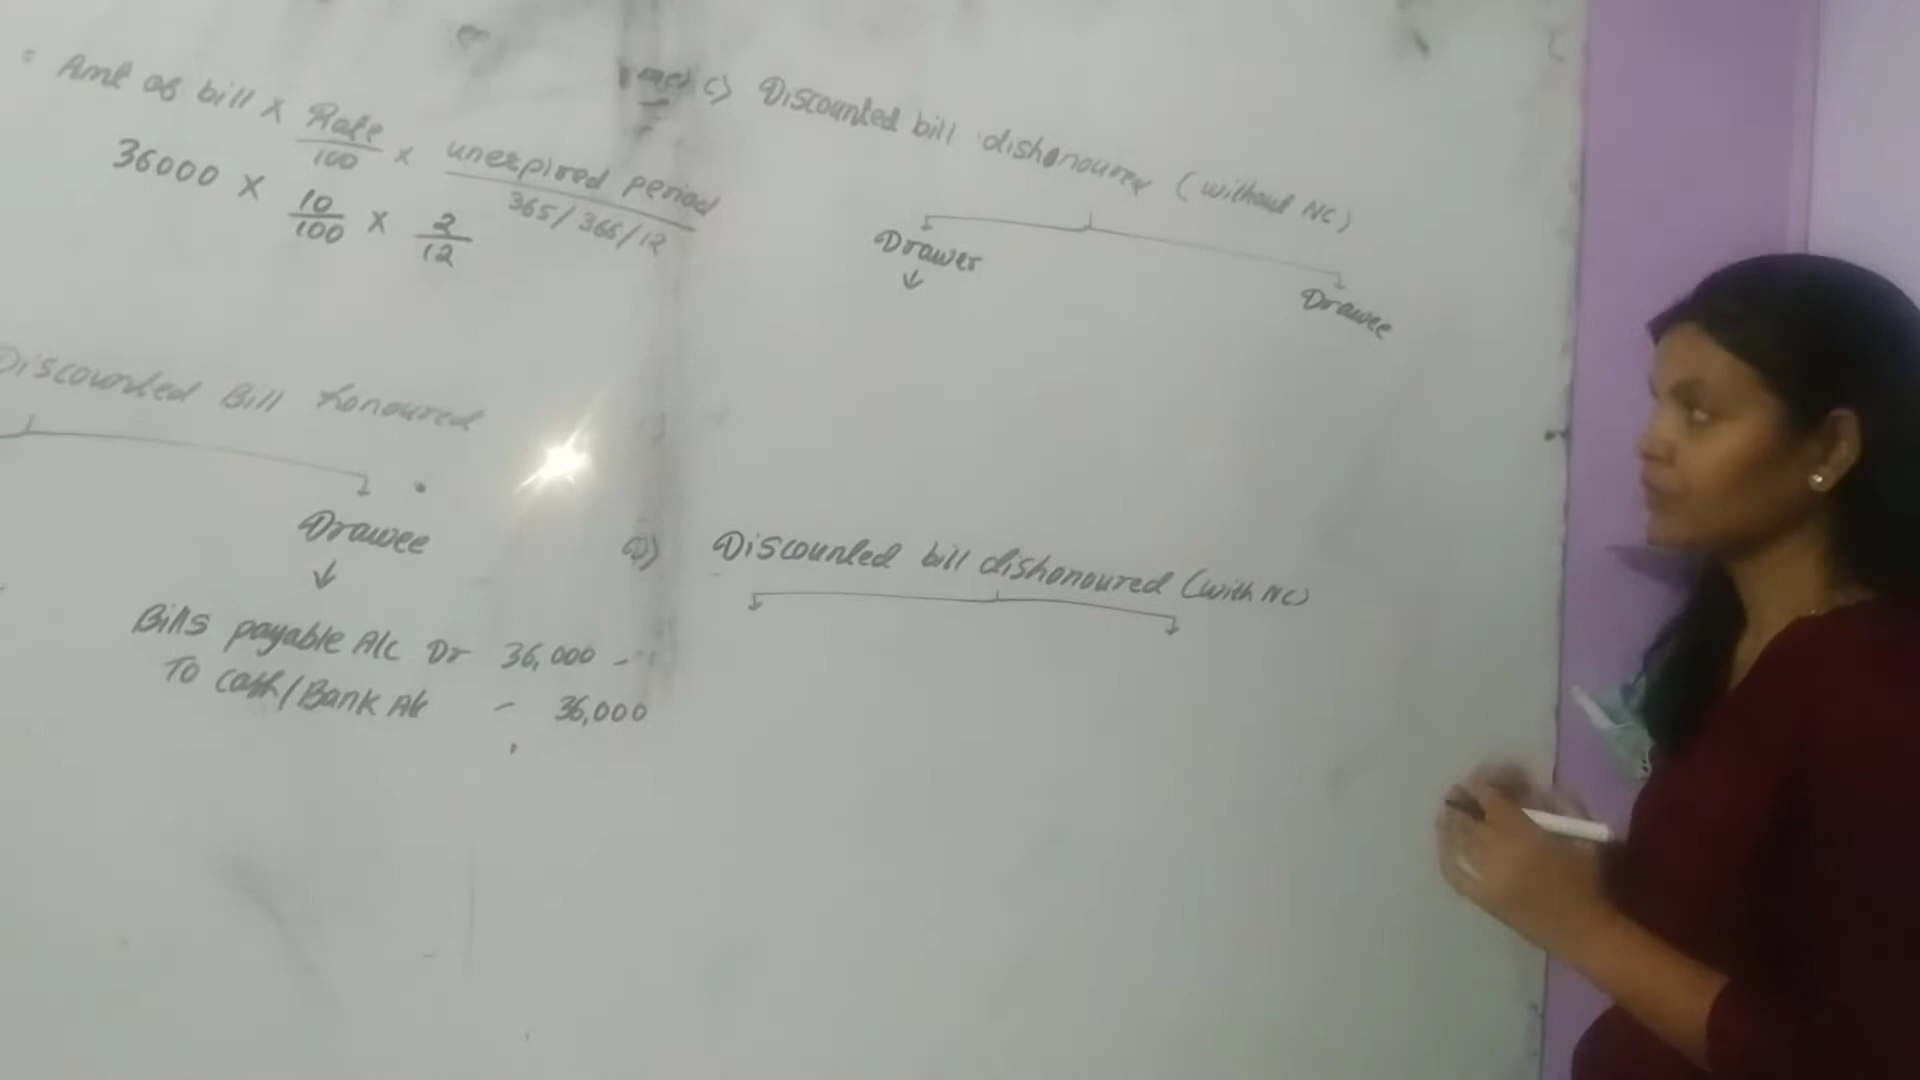 = Amt of bill × Rate/100 × unexpired period/365/366/12
36000 × 10/100 × 2/12
Discounted Bill honoured
Drawee
↓
Bills payable A/c Dr 36,000 -
To cash/Bank A/c - 36,000
C) Discounted bill dishonoured (without NC)
Drawer
↓
Drawee
D) Discounted bill dishonoured (with NC)